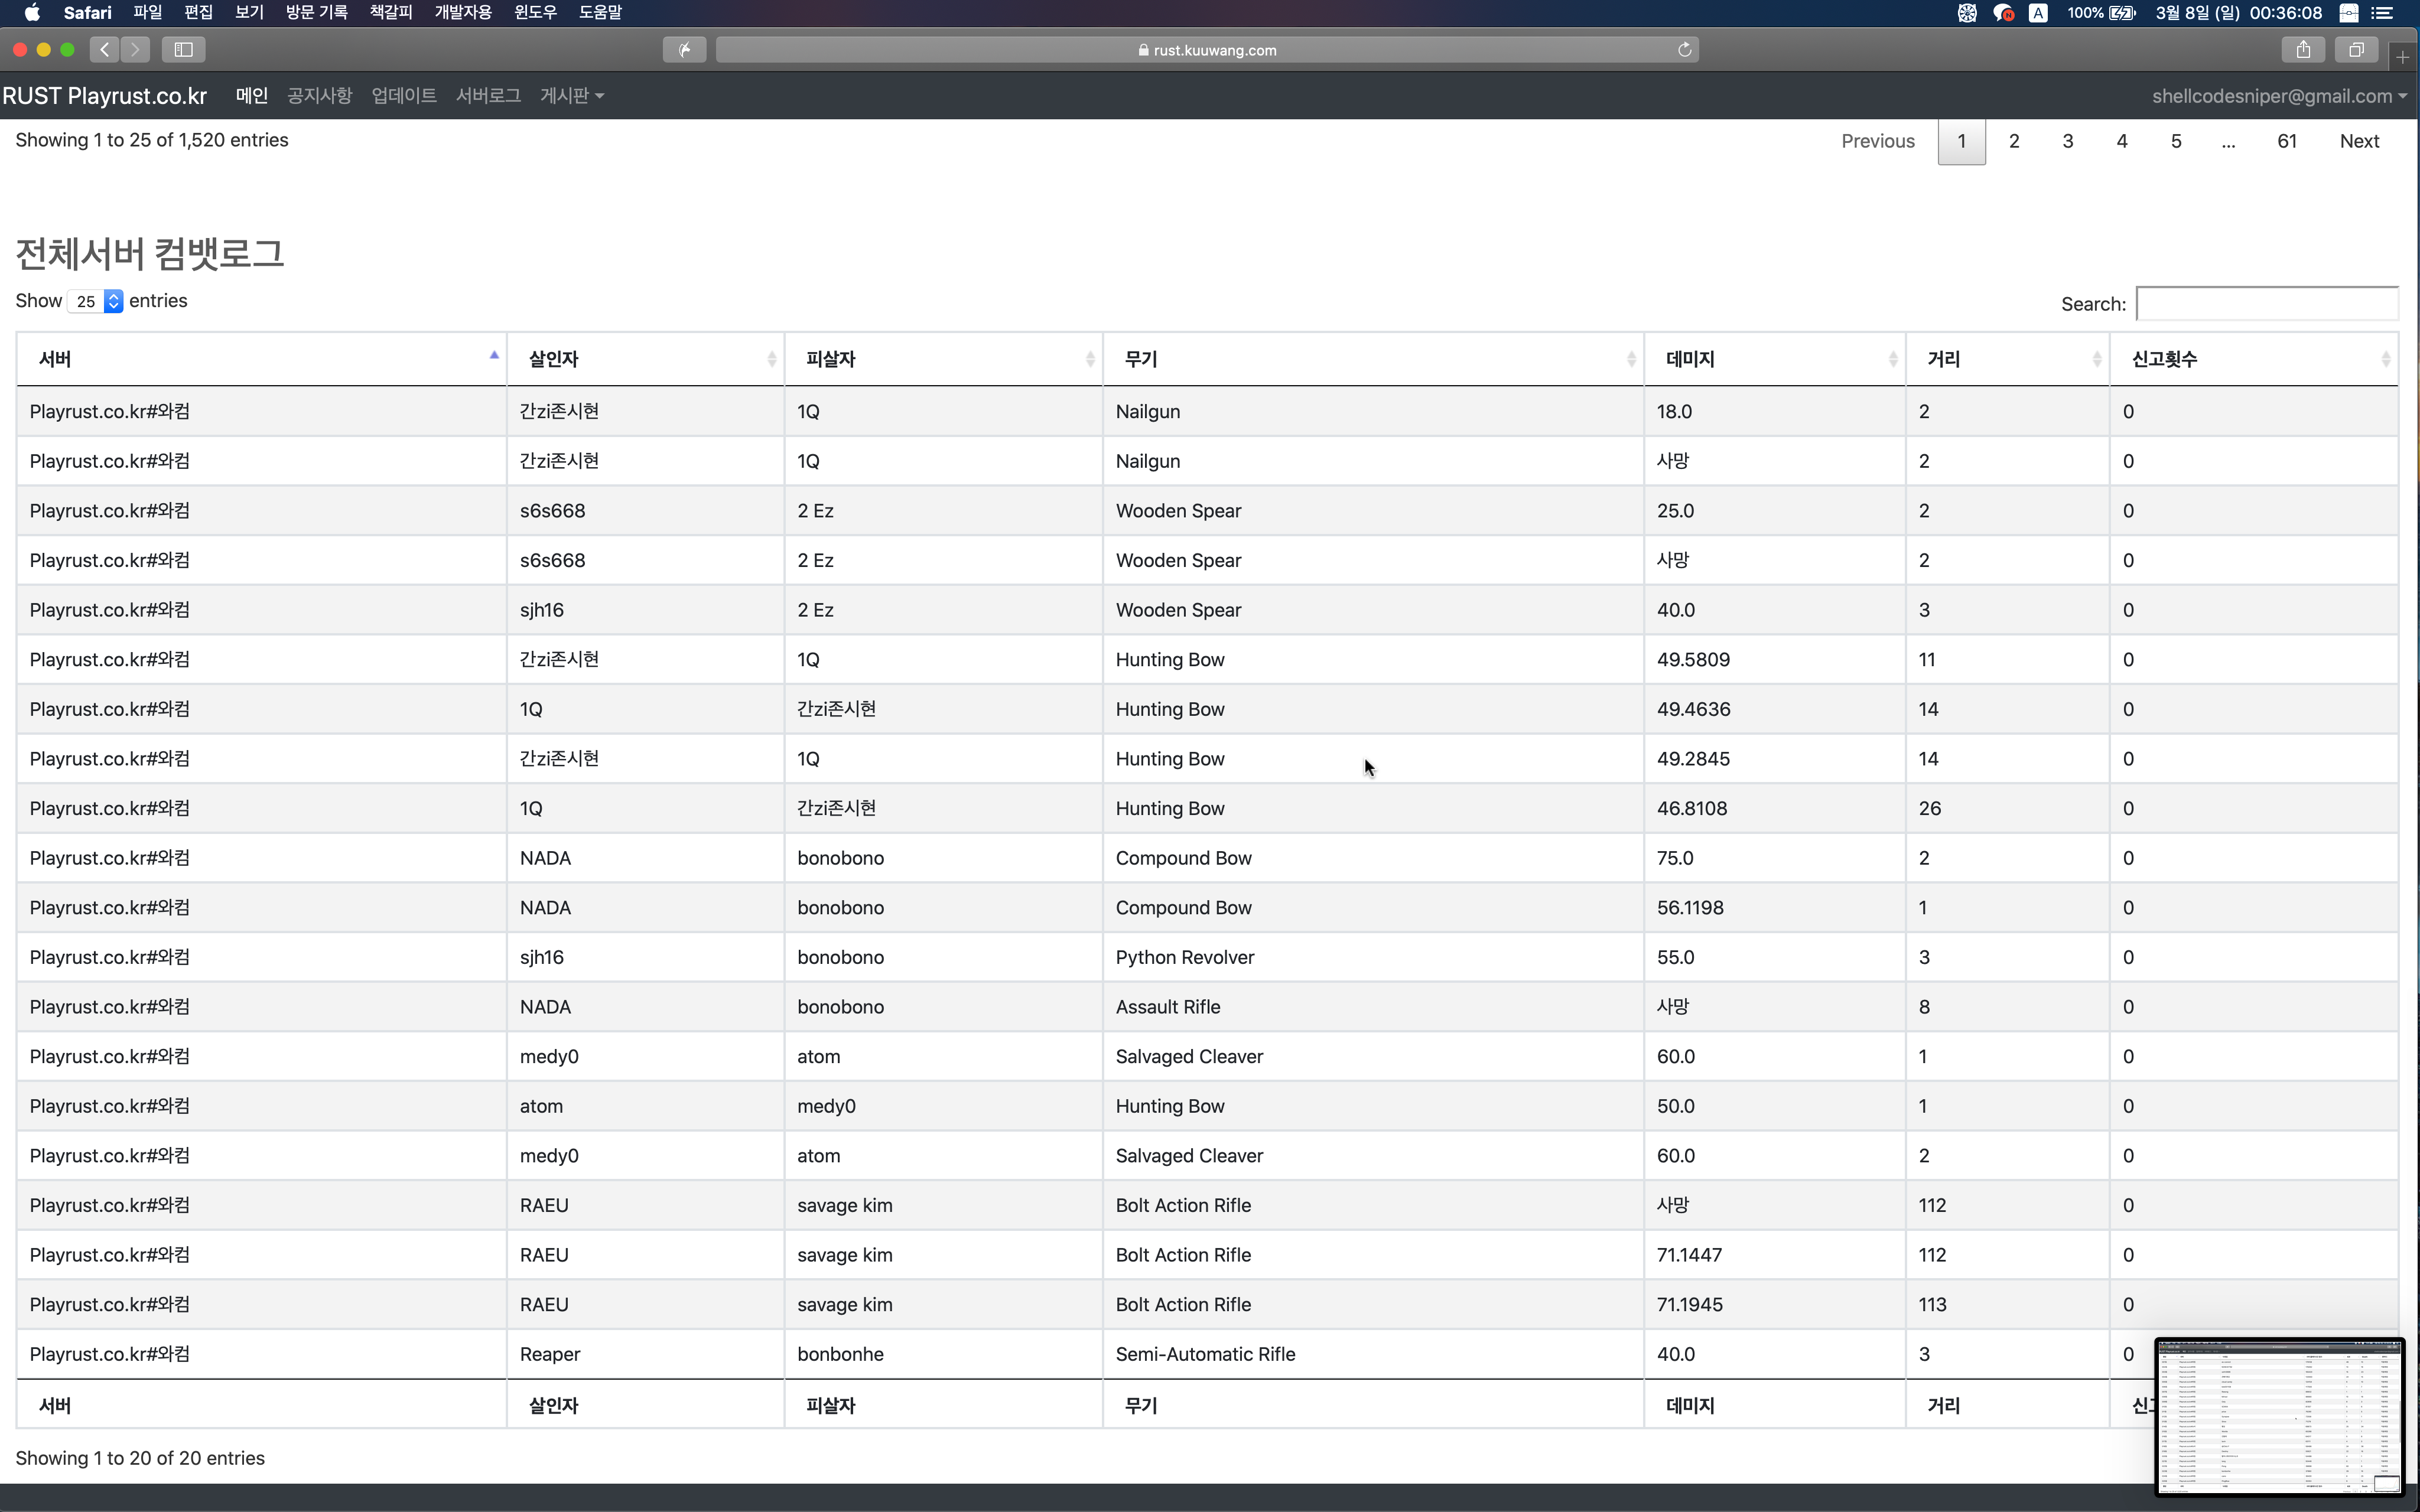 Safari 파일 편집 보기 방문 기록 책갈피 개발자용 윈도우 도움말 A 100% 3월 8일 (일) 00:36:08
rust.kuuwang.com
RUST Playrust.co.kr 메인 공지사항 업데이트 서버로그 게시판 shellcodesniper@gmail.com
Showing 1 to 25 of 1,520 entries Previous 1 2 3 4 5 ... 61 Next
전체서버 컴뱃로그
Show 25 entries Search:
서버 살인자 피살자 무기 데미지 거리 신고횟수
Playrust.co.kr#와컴 간zi존시현 1Q Nailgun 18.0 2 0
Playrust.co.kr#와컴 간zi존시현 1Q Nailgun 사망 2 0
Playrust.co.kr#와컴 s6s668 2 Ez Wooden Spear 25.0 2 0
Playrust.co.kr#와컴 s6s668 2 Ez Wooden Spear 사망 2 0
Playrust.co.kr#와컴 sjh16 2 Ez Wooden Spear 40.0 3 0
Playrust.co.kr#와컴 간zi존시현 1Q Hunting Bow 49.5809 11 0
Playrust.co.kr#와컴 1Q 간zi존시현 Hunting Bow 49.4636 14 0
Playrust.co.kr#와컴 간zi존시현 1Q Hunting Bow 49.2845 14 0
Playrust.co.kr#와컴 1Q 간zi존시현 Hunting Bow 46.8108 26 0
Playrust.co.kr#와컴 NADA bonobono Compound Bow 75.0 2 0
Playrust.co.kr#와컴 NADA bonobono Compound Bow 56.1198 1 0
Playrust.co.kr#와컴 sjh16 bonobono Python Revolver 55.0 3 0
Playrust.co.kr#와컴 NADA bonobono Assault Rifle 사망 8 0
Playrust.co.kr#와컴 medy0 atom Salvaged Cleaver 60.0 1 0
Playrust.co.kr#와컴 atom medy0 Hunting Bow 50.0 1 0
Playrust.co.kr#와컴 medy0 atom Salvaged Cleaver 60.0 2 0
Playrust.co.kr#와컴 RAEU savage kim Bolt Action Rifle 사망 112 0
Playrust.co.kr#와컴 RAEU savage kim Bolt Action Rifle 71.1447 112 0
Playrust.co.kr#와컴 RAEU savage kim Bolt Action Rifle 71.1945 113 0
Playrust.co.kr#와컴 Reaper bonbonhe Semi-Automatic Rifle 40.0 3 0
서버 살인자 피살자 무기 데미지 거리
Showing 1 to 20 of 20 entries